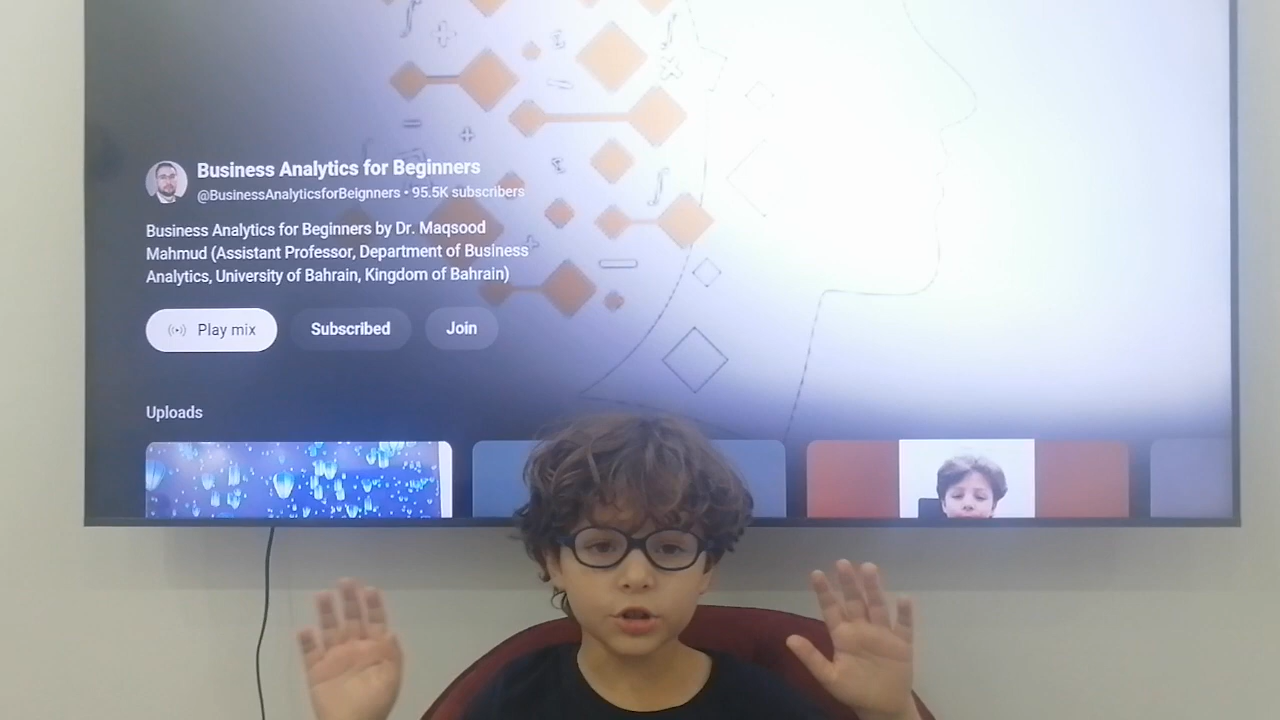 Business Analytics for Beginners
@BusinessAnalyticsforBeignners • 95.5K subscribers
Business Analytics for Beginners by Dr. Maqsood
Mahmud (Assistant Professor, Department of Business
Analytics, University of Bahrain, Kingdom of Bahrain)
Play mix
Subscribed
Join
Uploads